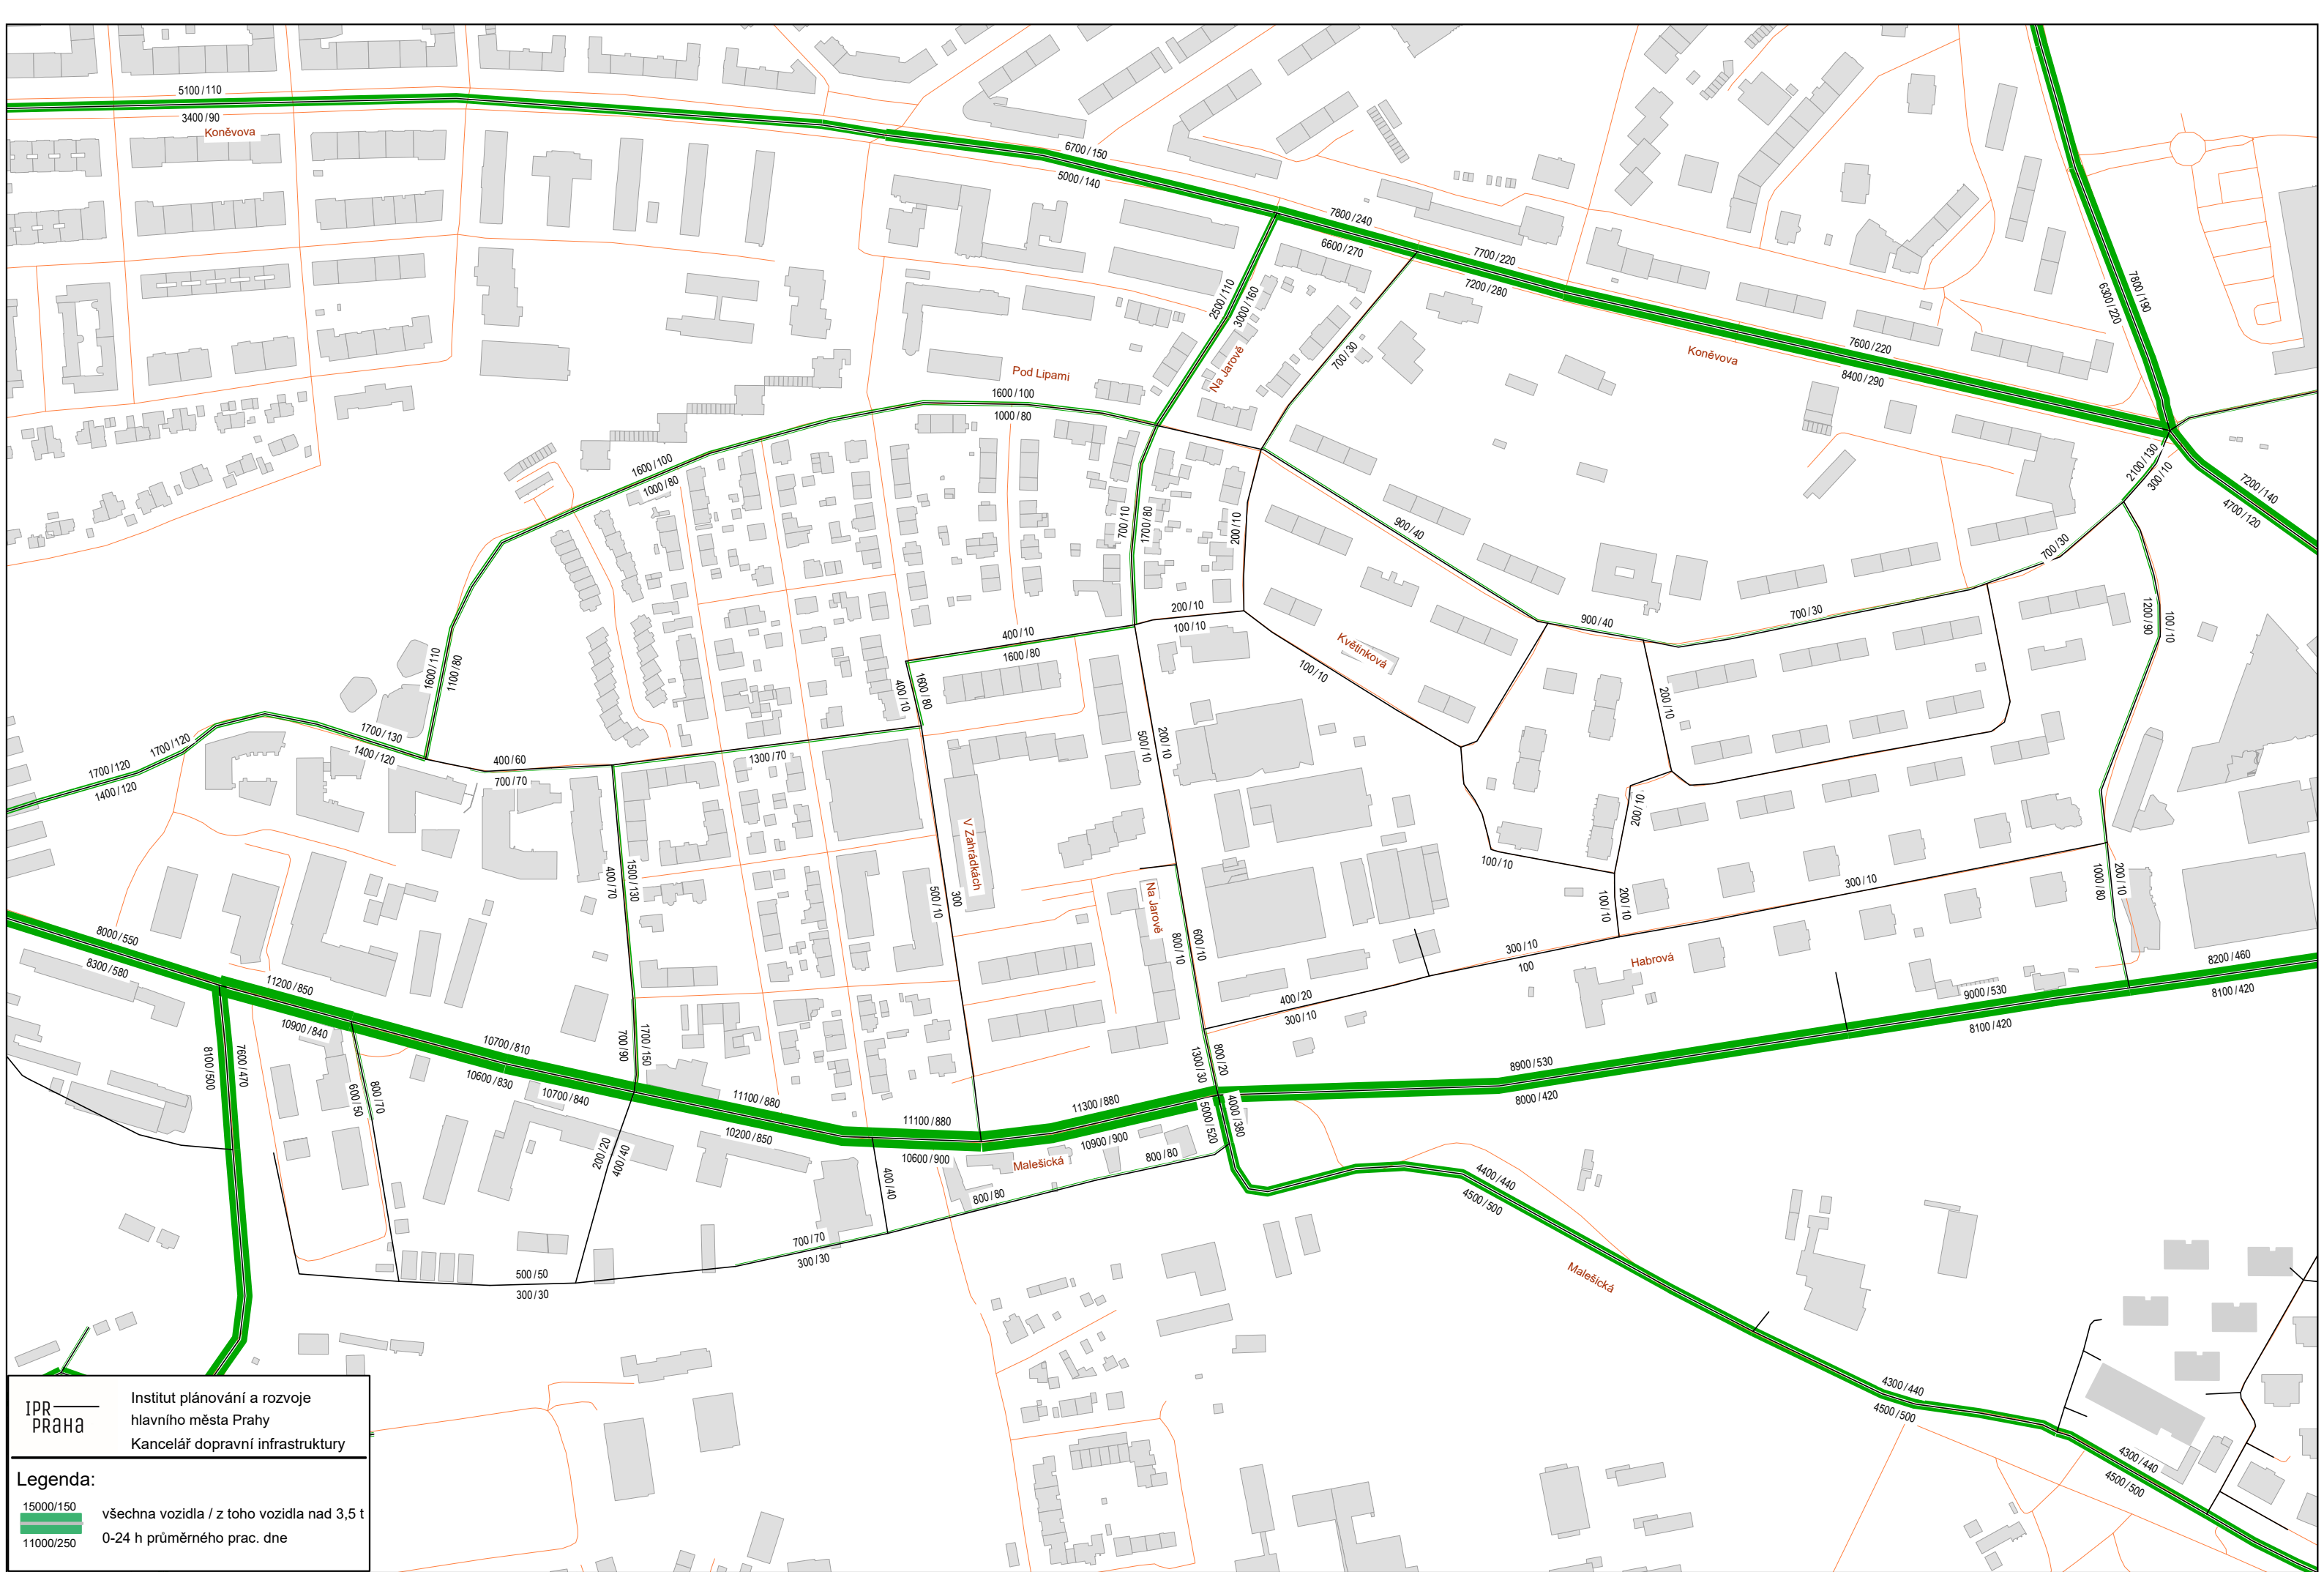 5100 / 110
3400 / 90
Koněvova
6700 / 150
5000 / 140
7800 / 240
6600 / 270
7700 / 220
7200 / 280
7800 / 190
6300 / 220
2500 / 110
3000 / 160
Na Jarově
700 / 30
Koněvova
7600 / 220
8400 / 290
Pod Lipami
1600 / 100
1000 / 80
1600 / 100
1000 / 80
2100 / 130
300 / 10
7200 / 140
4700 / 120
700 / 10
1700 / 80
200 / 10
900 / 40
700 / 30
200 / 10
100 / 10
400 / 10
1600 / 80
Květinková
900 / 40
700 / 30
1200 / 90
100 / 10
1600 / 110
1100 / 80
400 / 10
1600 / 80
100 / 10
200 / 10
1700 / 120
1400 / 120
1700 / 120
1700 / 130
1400 / 120
400 / 60
700 / 70
1300 / 70
500 / 10
200 / 10
200 / 10
V Zahrádkách
100 / 10
400 / 70
1500 / 130
500 / 10
300
Na Jarově
100 / 10
200 / 10
300 / 10
1000 / 80
200 / 10
8000 / 550
8300 / 580
800 / 10
600 / 10
300 / 10
100
Habrová
8200 / 460
8100 / 420
11200 / 850
10900 / 840
400 / 20
300 / 10
9000 / 530
8100 / 420
8100 / 500
7600 / 470
10700 / 810
10600 / 830
700 / 90
1700 / 150
1300 / 30
800 / 20
8900 / 530
8000 / 420
600 / 50
800 / 70
10700 / 840
11100 / 880
10200 / 850
11100 / 880
10600 / 900
11300 / 880
10900 / 900
Malešická
5000 / 520
4000 / 380
200 / 20
400 / 40
400 / 40
800 / 80
800 / 80
4400 / 440
4500 / 500
700 / 70
300 / 30
500 / 50
300 / 30
Malešická
4300 / 440
4500 / 500
4300 / 440
4500 / 500
IPR
PRAHA
Institut plánování a rozvoje
hlavního města Prahy
Kancelář dopravní infrastruktury
Legenda:
15000/150
11000/250
všechna vozidla / z toho vozidla nad 3,5 t
0-24 h průměrného prac. dne